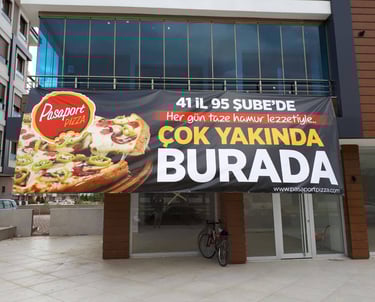 Pasaport
PIZZA
41 İL 95 ŞUBE'DE
Her gün taze hamur lezzetiyle..
ÇOK YAKINDA
BURADA
www.pasaportpizza.com